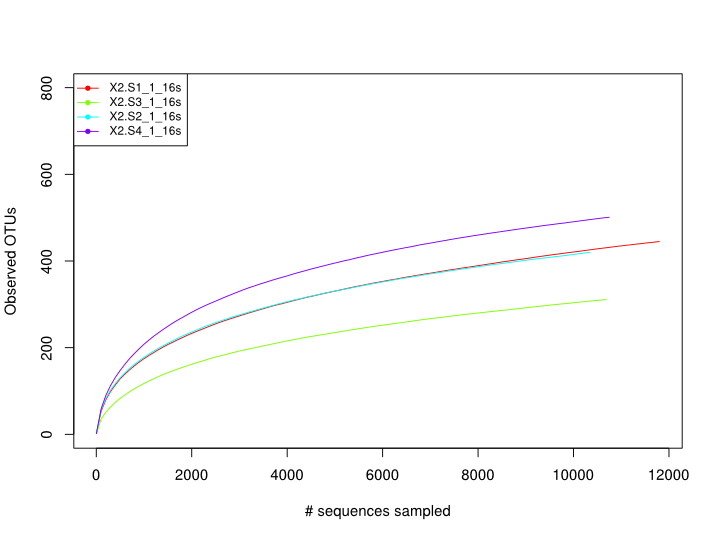 800
600
400
200
0
Observed OTUs
X2.S1_1_16s
X2.S3_1_16s
X2.S2_1_16s
X2.S4_1_16s
0 2000 4000 6000 8000 10000 12000
# sequences sampled